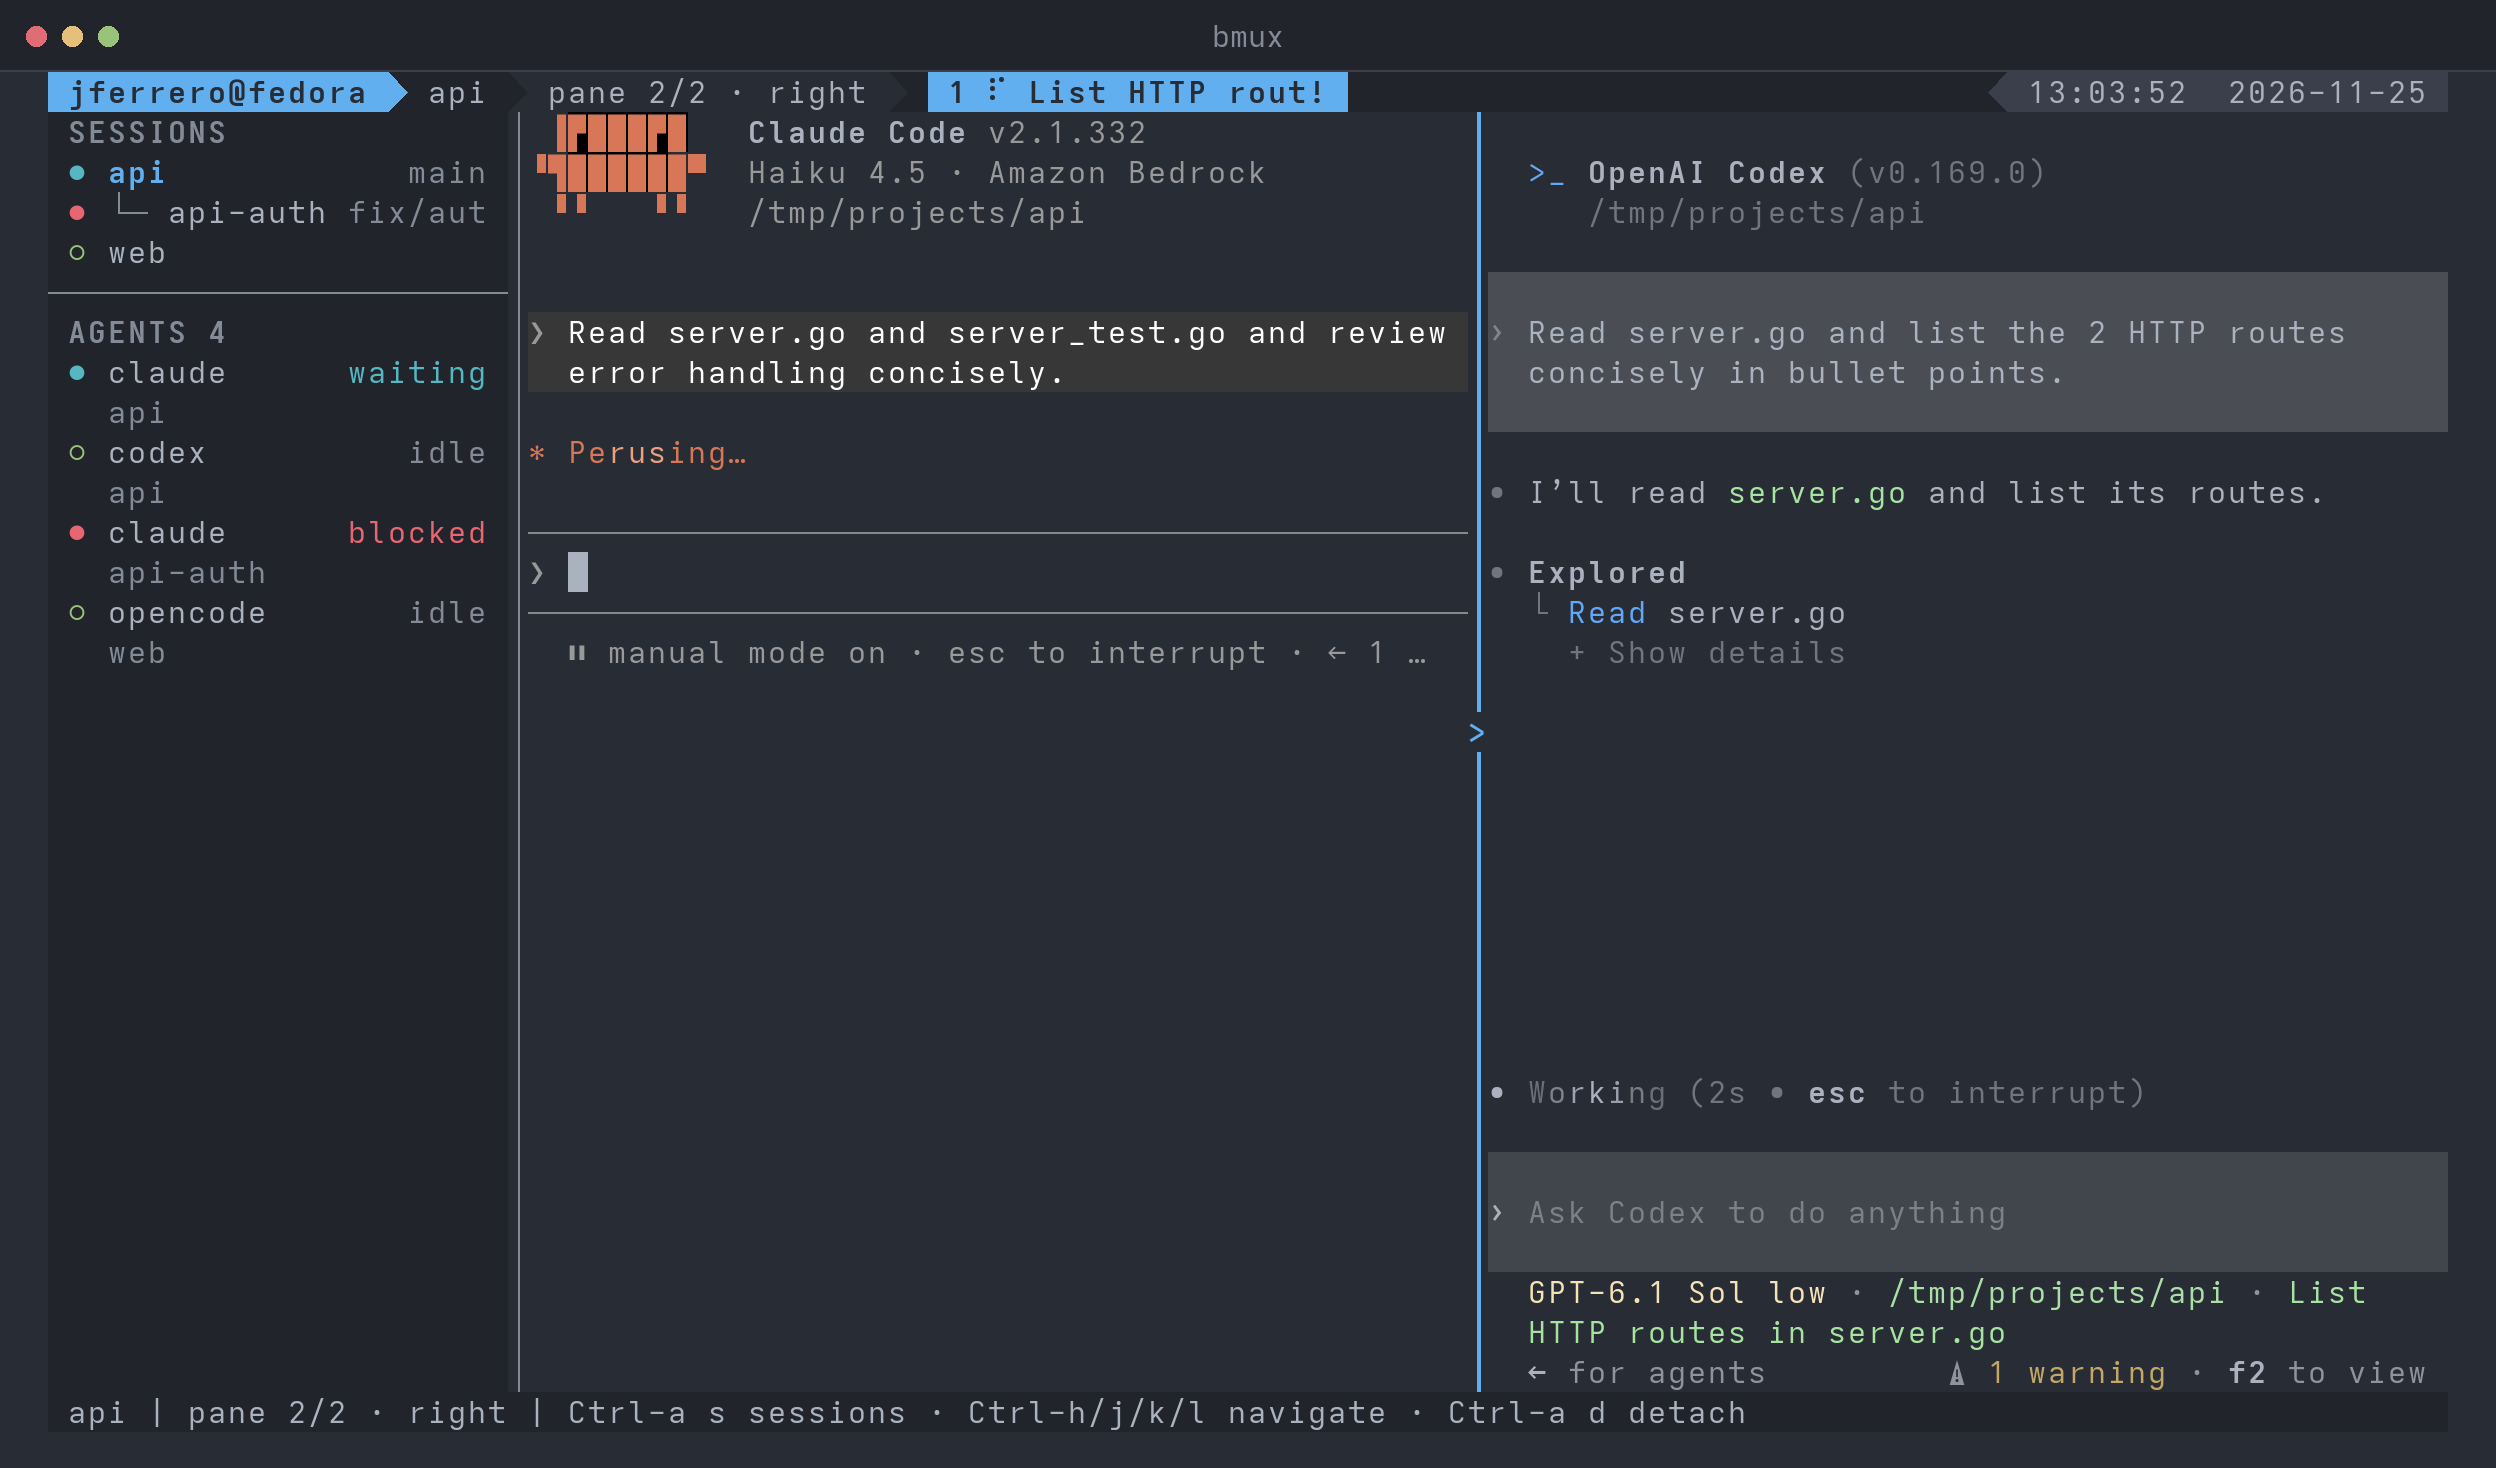 bmux
jferrero@fedora api pane 2/2 · right 1 ⠏ List HTTP rout! 13:03:52 2026-11-25
SESSIONS
● api main
● └─ api-auth fix/aut
○ web
AGENTS 4
● claude waiting
api
○ codex idle
api
● claude blocked
api-auth
○ opencode idle
web
Claude Code v2.1.332
Haiku 4.5 · Amazon Bedrock
/tmp/projects/api
❯ Read server.go and server_test.go and review
error handling concisely.
✻ Perusing…
❯
⏸ manual mode on · esc to interrupt · ← 1 …
>
>_ OpenAI Codex (v0.169.0)
/tmp/projects/api
› Read server.go and list the 2 HTTP routes
concisely in bullet points.
• I’ll read server.go and list its routes.
• Explored
└ Read server.go
+ Show details
• Working (2s • esc to interrupt)
› Ask Codex to do anything
GPT-6.1 Sol low · /tmp/projects/api · List
HTTP routes in server.go
← for agents ⚠ 1 warning · f2 to view
api | pane 2/2 · right | Ctrl-a s sessions · Ctrl-h/j/k/l navigate · Ctrl-a d detach